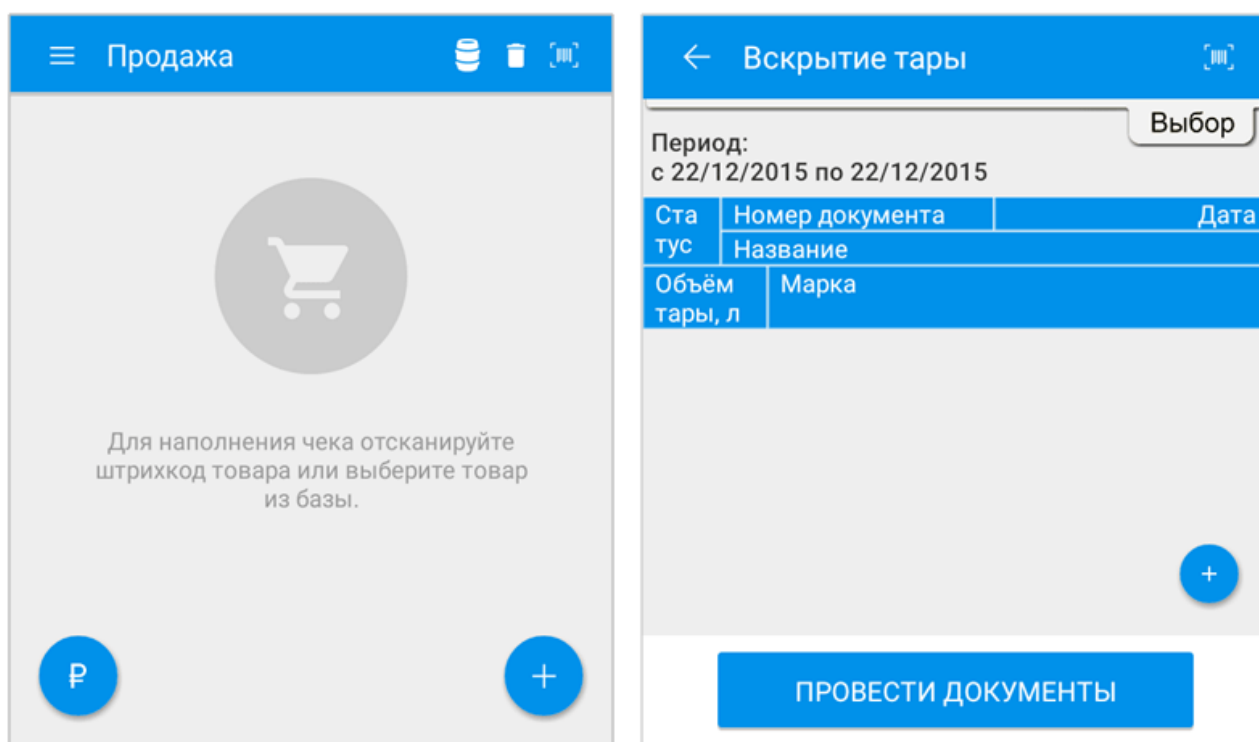 Продажа
Для наполнения чека отсканируйте
штрихкод товара или выберите товар
из базы.
₽
+
Вскрытие тары
Выбор
Период:
с 22/12/2015 по 22/12/2015
Ста
тус
Номер документа
Дата
Название
Объём
тары, л
Марка
+
ПРОВЕСТИ ДОКУМЕНТЫ